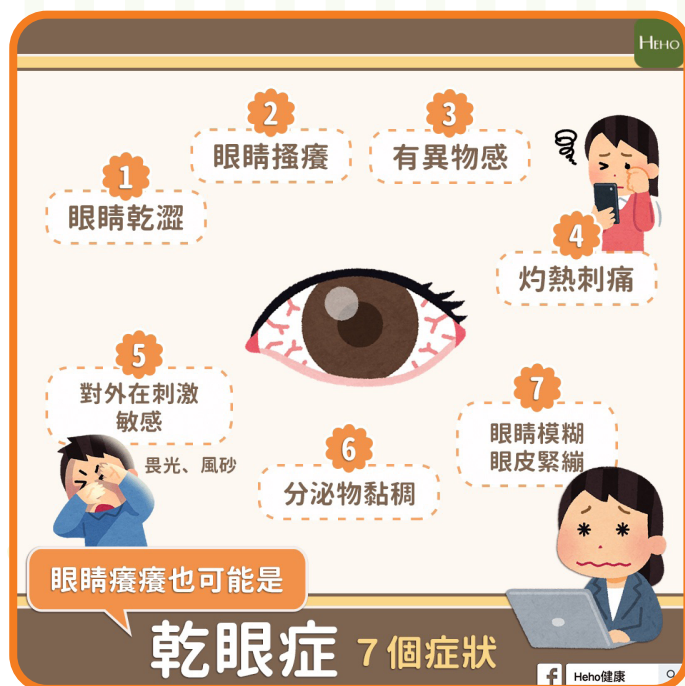 HEHO
1
眼睛乾澀
2
眼睛搔癢
3
有異物感
4
灼熱刺痛
5
對外在刺激
敏感
畏光、風砂
6
分泌物黏稠
7
眼睛模糊
眼皮緊繃
眼睛癢癢也可能是
乾眼症 7個症狀
f Heho健康